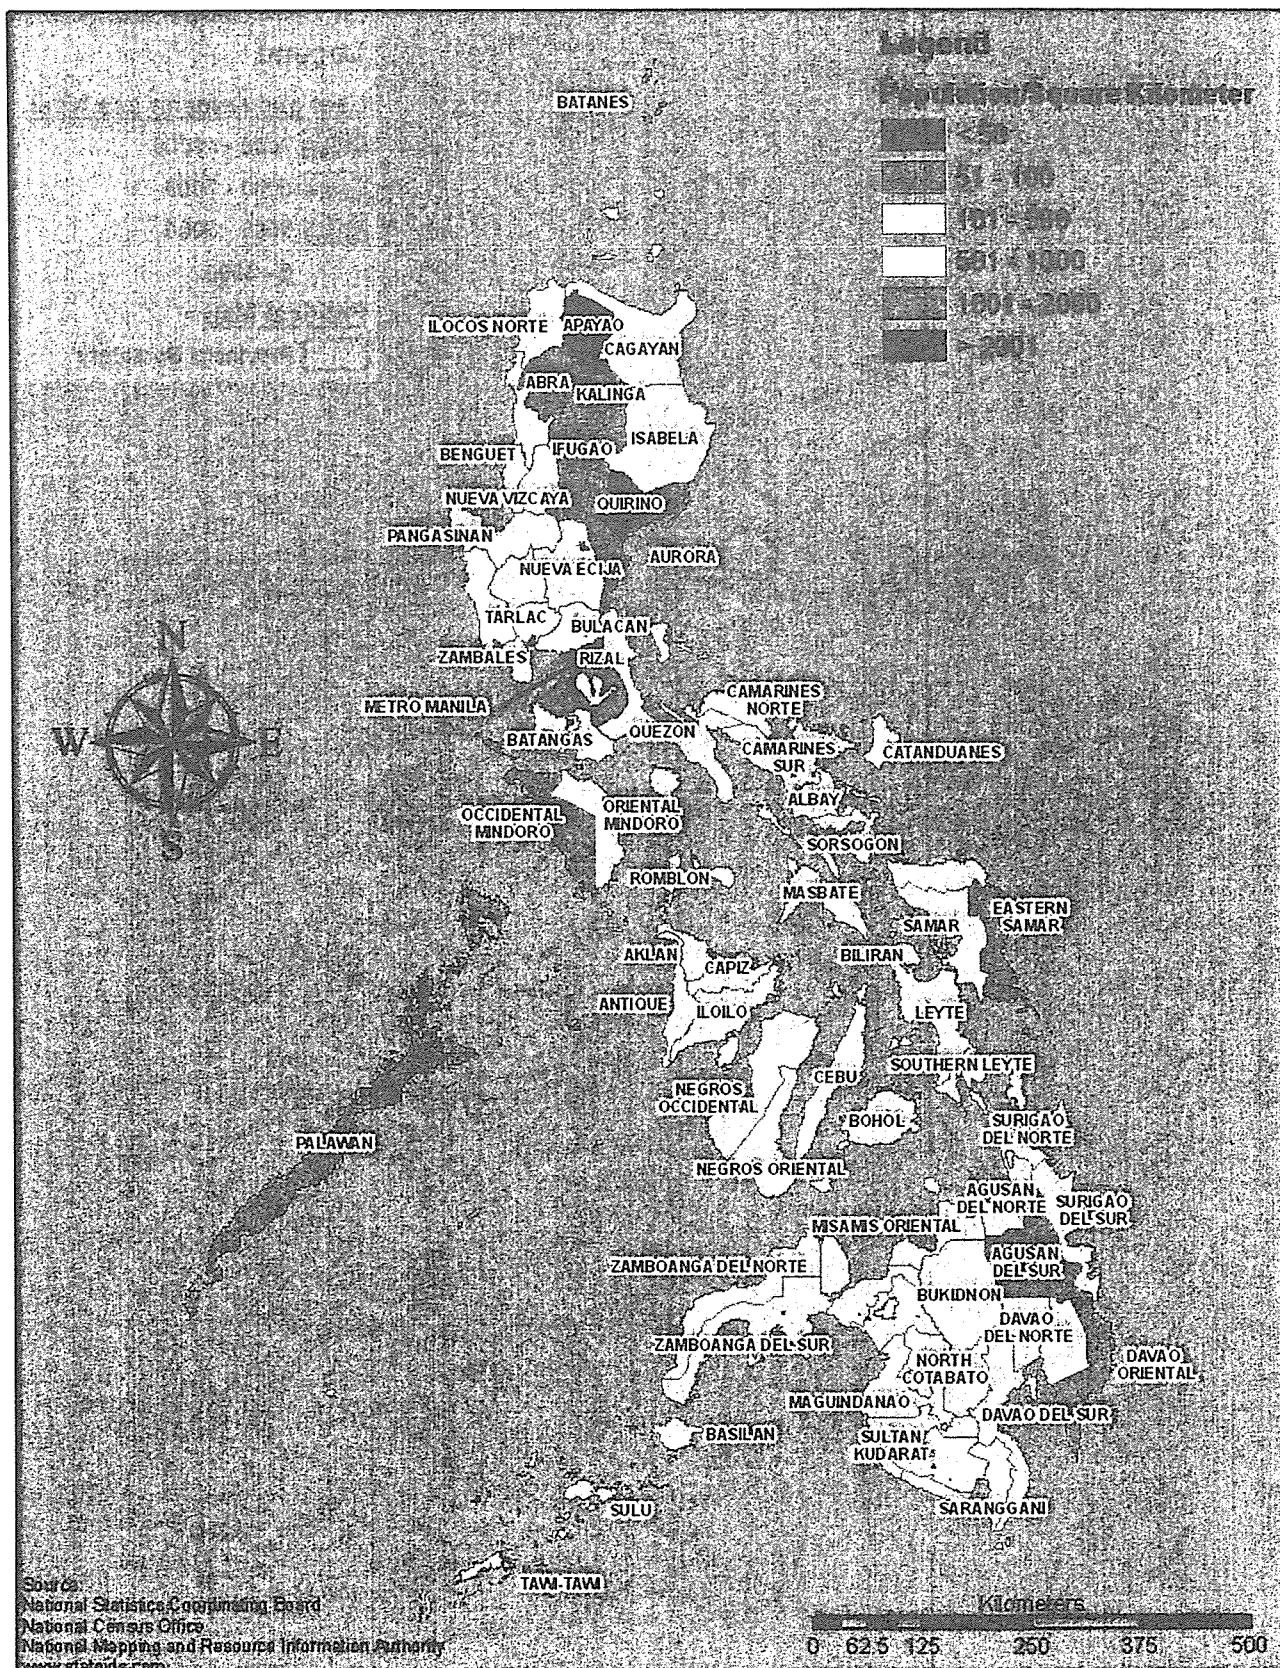 Legend
Population/Square Kilometer
51 - 100
501 - 1000
BATANES
ILOCOS NORTE
APAYAO
CAGAYAN
ABRA
KALINGA
ISABELA
IFUGAO
BENGUET
NUEVA VIZCAYA
QUIRINO
PANGASINAN
AURORA
NUEVA ECIJA
TARLAC
BULACAN
ZAMBALES
RIZAL
METRO MANILA
N
W
E
S
CAMARINES
NORTE
QUEZON
BATANGAS
CAMARINES
SUR
CATANDUANES
ALBAY
ORIENTAL
MINDORO
OCCIDENTAL
MINDORO
SORSOGON
ROMBLON
MASBATE
EASTERN
SAMAR
SAMAR
AKLAN
BILIRAN
CAPIZ
ANTIQUE
ILOILO
LEYTE
SOUTHERN LEYTE
CEBU
NEGROS
OCCIDENTAL
BOHOL
SURIGAO
DEL NORTE
PALAWAN
NEGROS ORIENTAL
AGUSAN
DEL NORTE
SURIGAO
DEL SUR
MISAMIS ORIENTAL
ZAMBOANGA DEL NORTE
AGUSAN
DEL SUR
BUKIDNON
DAVAO
DEL NORTE
ZAMBOANGA DEL SUR
NORTH
COTABATO
DAVAO
ORIENTAL
MAGUINDANAO
DAVAO DEL SUR
BASILAN
SULTAN
KUDARAT
SULU
SARANGGANI
TAWI-TAWI
Source:
National Statistics Coordinating Board
National Census Office
National Mapping and Resource Information Authority
Kilometers
0 62.5 125 250 375 500